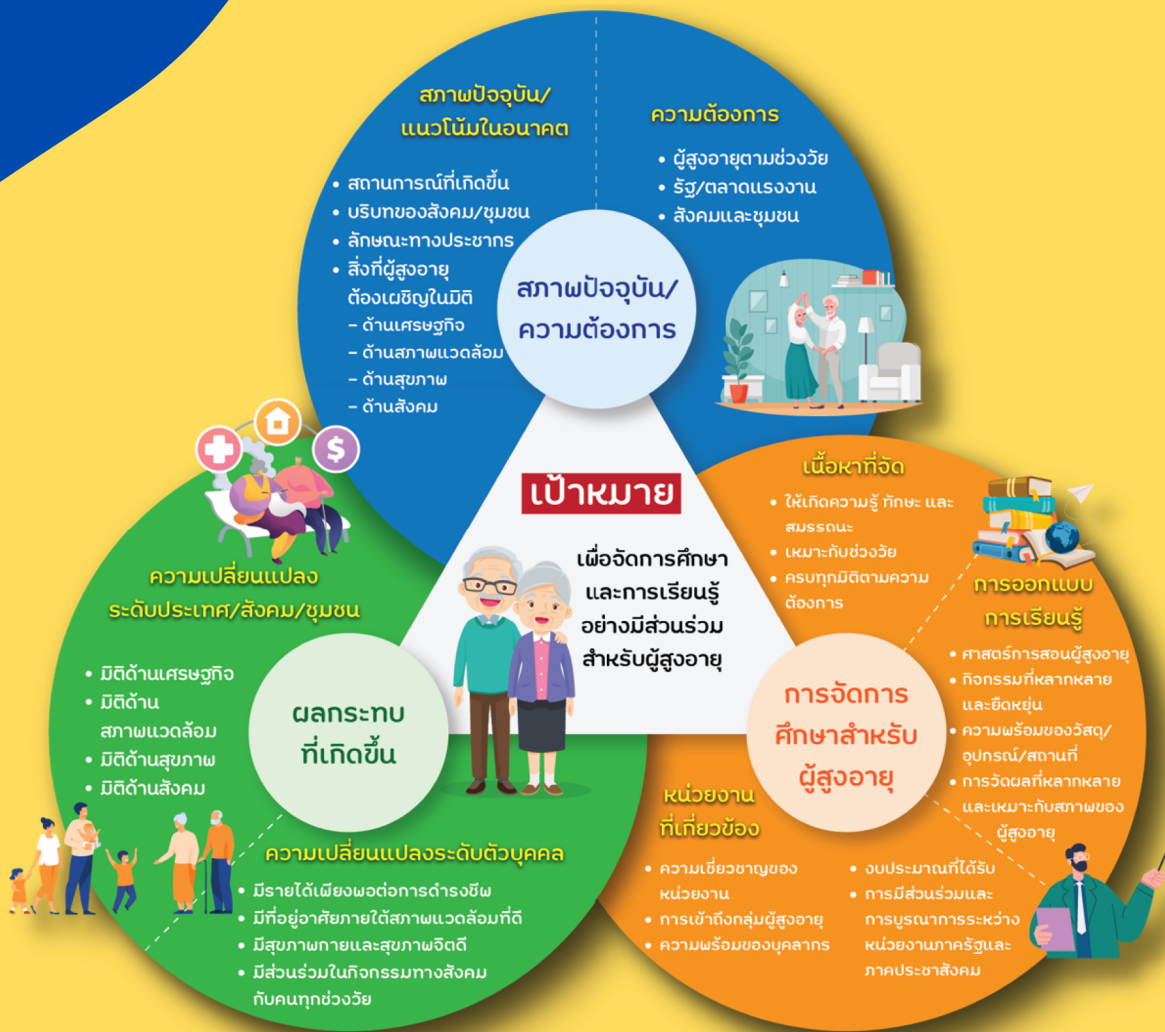 สภาพปัจจุบัน/
แนวโน้มในอนาคต
• สถานการณ์ที่เกิดขึ้น
• บริบทของสังคม/ชุมชน
• ลักษณะทางประชากร
• สิ่งที่ผู้สูงอายุ
ต้องเผชิญในมิติ
– ด้านเศรษฐกิจ
– ด้านสภาพแวดล้อม
– ด้านสุขภาพ
– ด้านสังคม
ความต้องการ
• ผู้สูงอายุตามช่วงวัย
• รัฐ/ตลาดแรงงาน
• สังคมและชุมชน
สภาพปัจจุบัน/
ความต้องการ
เป้าหมาย
เพื่อจัดการศึกษา
และการเรียนรู้
อย่างมีส่วนร่วม
สำหรับผู้สูงอายุ
เนื้อหาที่จัด
• ให้เกิดความรู้ ทักษะ และ
สมรรถนะ
• เหมาะกับช่วงวัย
• ครบทุกมิติตามความ
ต้องการ
การออกแบบ
การเรียนรู้
• ศาสตร์การสอนผู้สูงอายุ
• กิจกรรมที่หลากหลาย
และยืดหยุ่น
• ความพร้อมของวัสดุ/
อุปกรณ์/สถานที่
• การวัดผลที่หลากหลาย
และเหมาะกับสภาพของ
ผู้สูงอายุ
การจัดการ
ศึกษาสำหรับ
ผู้สูงอายุ
หน่วยงาน
ที่เกี่ยวข้อง
• ความเชี่ยวชาญของ
หน่วยงาน
• การเข้าถึงกลุ่มผู้สูงอายุ
• ความพร้อมของบุคลากร
• งบประมาณที่ได้รับ
• การมีส่วนร่วมและ
การบูรณาการระหว่าง
หน่วยงานภาครัฐและ
ภาคประชาสังคม
$
ความเปลี่ยนแปลง
ระดับประเทศ/สังคม/ชุมชน
• มิติด้านเศรษฐกิจ
• มิติด้าน
สภาพแวดล้อม
• มิติด้านสุขภาพ
• มิติด้านสังคม
ผลกระทบ
ที่เกิดขึ้น
ความเปลี่ยนแปลงระดับตัวบุคคล
• มีรายได้เพียงพอต่อการดำรงชีพ
• มีที่อยู่อาศัยภายใต้สภาพแวดล้อมที่ดี
• มีสุขภาพกายและสุขภาพจิตดี
• มีส่วนร่วมในกิจกรรมทางสังคม
กับคนทุกช่วงวัย